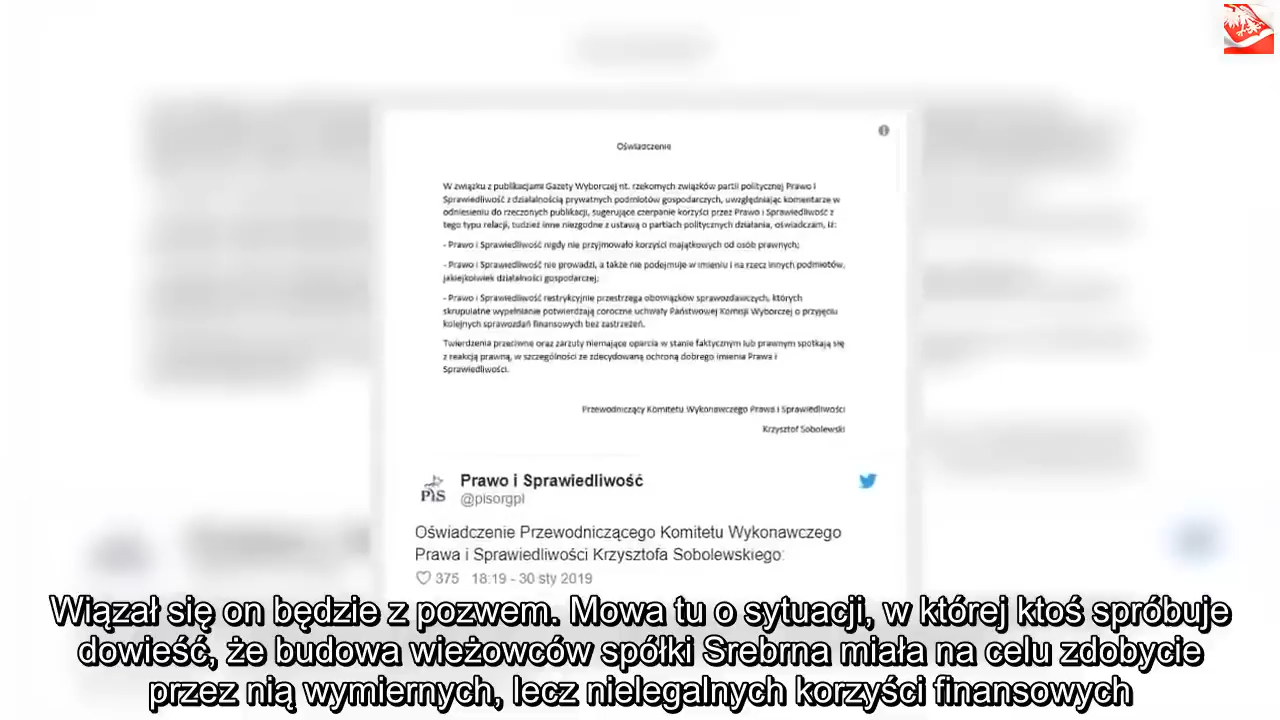 Oświadczenie
W związku z publikacjami Gazety Wyborczej nt. rzekomych związków partii politycznej Prawo i
Sprawiedliwość z działalnością prywatnych podmiotów gospodarczych, uwzględniając komentarze w
odniesieniu do rzeczonych publikacji, sugerujące czerpanie korzyści przez Prawo i Sprawiedliwość z
tego typu relacji, tudzież inne niezgodne z ustawą o partiach politycznych działania, oświadczam, iż:
- Prawo i Sprawiedliwość nigdy nie przyjmowało korzyści majątkowych od osób prawnych;
- Prawo i Sprawiedliwość nie prowadzi, a także nie podejmuje w imieniu i na rzecz innych podmiotów,
jakiejkolwiek działalności gospodarczej;
- Prawo i Sprawiedliwość restrykcyjnie przestrzega obowiązków sprawozdawczych, których
skrupulatne wypełnianie potwierdzają coroczne uchwały Państwowej Komisji Wyborczej o przyjęciu
kolejnych sprawozdań finansowych bez zastrzeżeń.
Twierdzenia przeciwne oraz zarzuty niemające oparcia w stanie faktycznym lub prawnym spotkają się
z reakcją prawną, w szczególności ze zdecydowaną ochroną dobrego imienia Prawa i
Sprawiedliwości.
Przewodniczący Komitetu Wykonawczego Prawa i Sprawiedliwości
Krzysztof Sobolewski
PiS
Prawo i Sprawiedliwość
@pisorgpl
Oświadczenie Przewodniczącego Komitetu Wykonawczego
Prawa i Sprawiedliwości Krzysztofa Sobolewskiego:
375 18:19 - 30 sty 2019
Wiązał się on będzie z pozwem. Mowa tu o sytuacji, w której ktoś spróbuje
dowieść, że budowa wieżowców spółki Srebrna miała na celu zdobycie
przez nią wymiernych, lecz nielegalnych korzyści finansowych